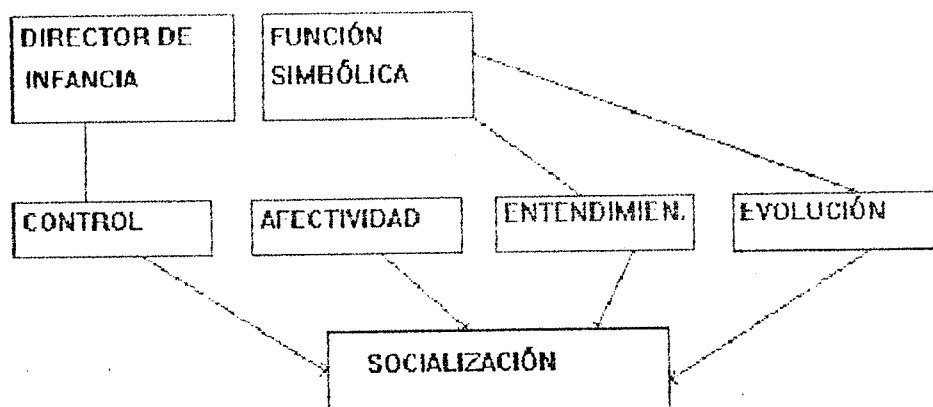 DIRECTOR DE
INFANCIA
FUNCIÓN
SIMBÓLICA
CONTROL
AFECTIVIDAD
ENTENDIMIEN.
EVOLUCIÓN
SOCIALIZACIÓN